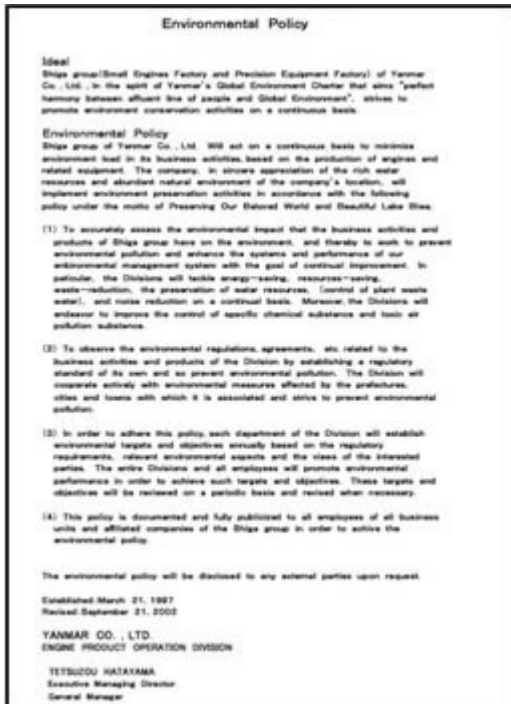 Environmental Policy
Ideal
Shiga group(Small Engines Factory and Precision Equipment Factory) of Yanmar
Co., Ltd., in the spirit of Yanmar's Global Environment Charter that aims "perfect
harmony between affluent line of people and Global Environment", strives to
promote environment conservation activities on a continuous basis.
Environmental Policy
Shiga group of Yanmar Co., Ltd. Will act on a continuous basis to minimise
environment load in its business activities, based on the production of engines and
related equipment. The company, in sincere appreciation of the rich water
resources and abundant natural environment of the company's location, will
implement environment preservation activities in accordance with the following
policy under the motto of Preserving Our Beloved World and Beautiful Lake Biwa.
(1) To accurately assess the environmental impact that the business activities and
products of Shiga group have on the environment, and thereby to work to prevent
environmental pollution and enhance the systems and performance of our
enkironmental management system with the goal of continual improvement. In
paticular, the Divisions will tackle energy-saving, resources-saving,
waste-reduction, the preservation of water resources, (control of plant waste
water), and noise reduction on a continual basis. Moreover, the Divisions will
endeavor to improve the control of specific chemical substance and toxic air
pollution substance.
(2) To observe the environmental regulations, agreements, etc. related to the
business activities and products of the Division by establishing a regulatory
standard of its own and so prevent environmental pollution. The Division will
cooperate actively with environmental measures affected by the prefectures,
cities and towns with which it is associated and strive to prevent environmental
pollution.
(3) In order to adhere this policy, each department of the Division will establish
environmental targets and objectives annually based on the regulatory
requirements, relevant environmental aspects and the views of the interested
parties. The entire Divisions and all employees will promote environmental
performance in order to achieve such targets and objectives. These targets and
objectives will be reviewed on a periodic basis and revised when necessary.
(4) This policy is documented and fully publicized to all employees of all business
units and affiliated companies of the Shiga group in order to achive the
environmental policy.
The environmental policy will be disclosed to any external parties upon request.
Established:March 21, 1997
Revised:September 21, 2002
YANMAR CO., LTD.
ENGINE PRODUCT OPERATION DIVISION
TETSUZOU HATAYAMA
Executive Managing Director
General Manager